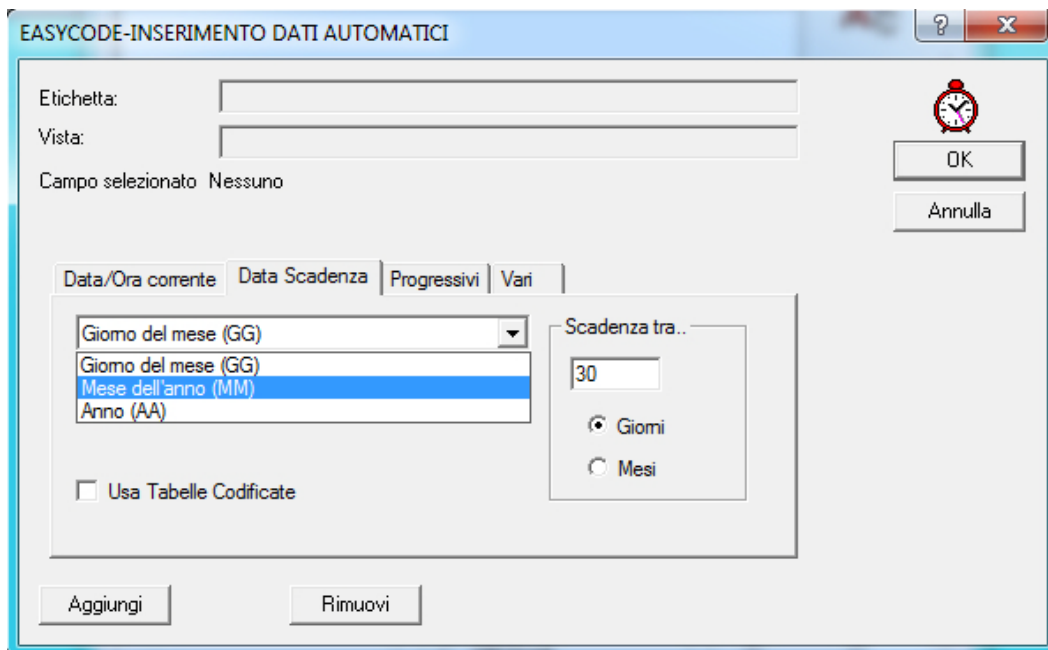 EASYCODE-INSERIMENTO DATI AUTOMATICI
?
X
Etichetta:
Vista:
Campo selezionato Nessuno
OK
Annulla
Data/Ora corrente Data Scadenza Progressivi Vari
Giorno del mese (GG)
Giorno del mese (GG)
Mese dell'anno (MM)
Anno (AA)
Usa Tabelle Codificate
Scadenza tra..
30
Giorni
Mesi
Aggiungi Rimuovi